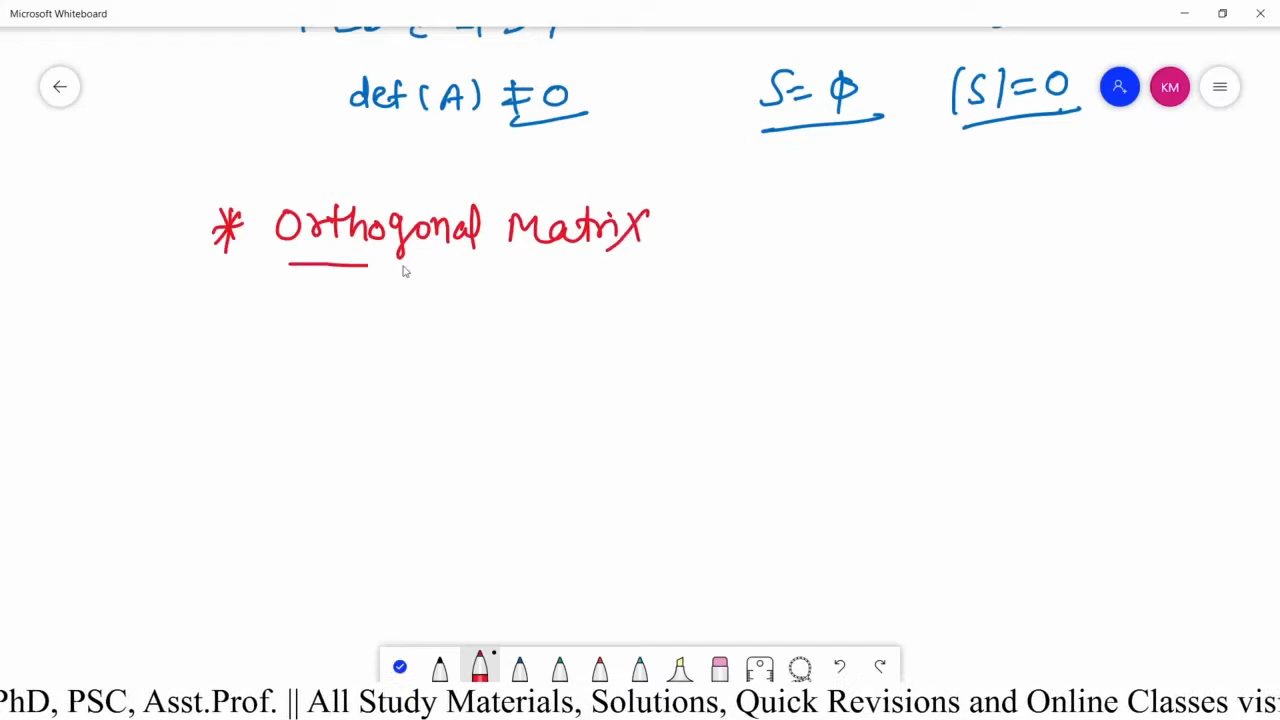 Microsoft Whiteboard
def(A) ≠0 S= ϕ |S|= 0
KM
* Orthogonal Matrix
PhD, PSC, Asst.Prof. || All Study Materials, Solutions, Quick Revisions and Online Classes vis